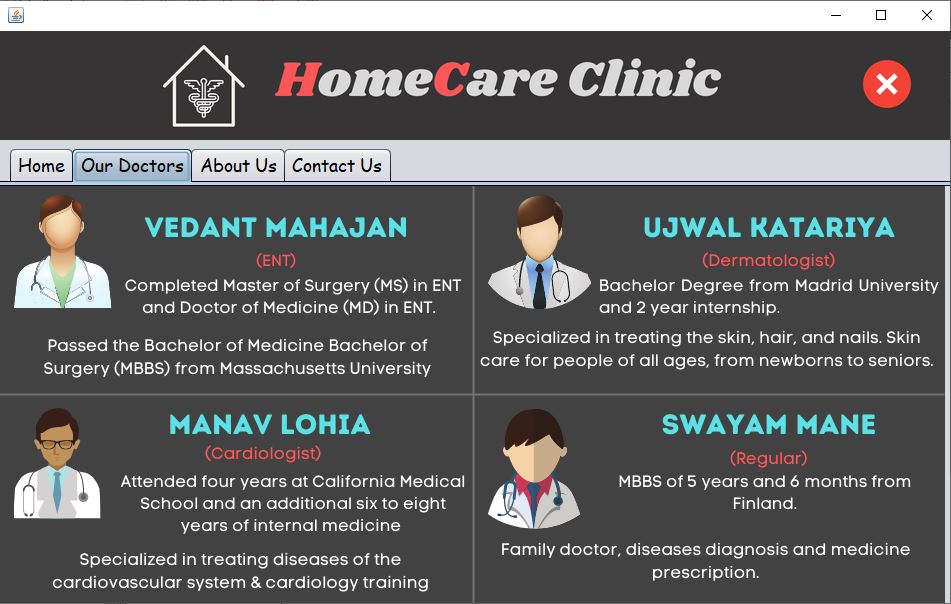 HomeCare Clinic
Home
Our Doctors
About Us
Contact Us
VEDANT MAHAJAN
(ENT)
Completed Master of Surgery (MS) in ENT
and Doctor of Medicine (MD) in ENT.
Passed the Bachelor of Medicine Bachelor of
Surgery (MBBS) from Massachusetts University
UJWAL KATARIYA
(Dermatologist)
Bachelor Degree from Madrid University
and 2 year internship.
Specialized in treating the skin, hair, and nails. Skin
care for people of all ages, from newborns to seniors.
MANAV LOHIA
(Cardiologist)
Attended four years at California Medical
School and an additional six to eight
years of internal medicine
Specialized in treating diseases of the
cardiovascular system & cardiology training
SWAYAM MANE
(Regular)
MBBS of 5 years and 6 months from
Finland.
Family doctor, diseases diagnosis and medicine
prescription.